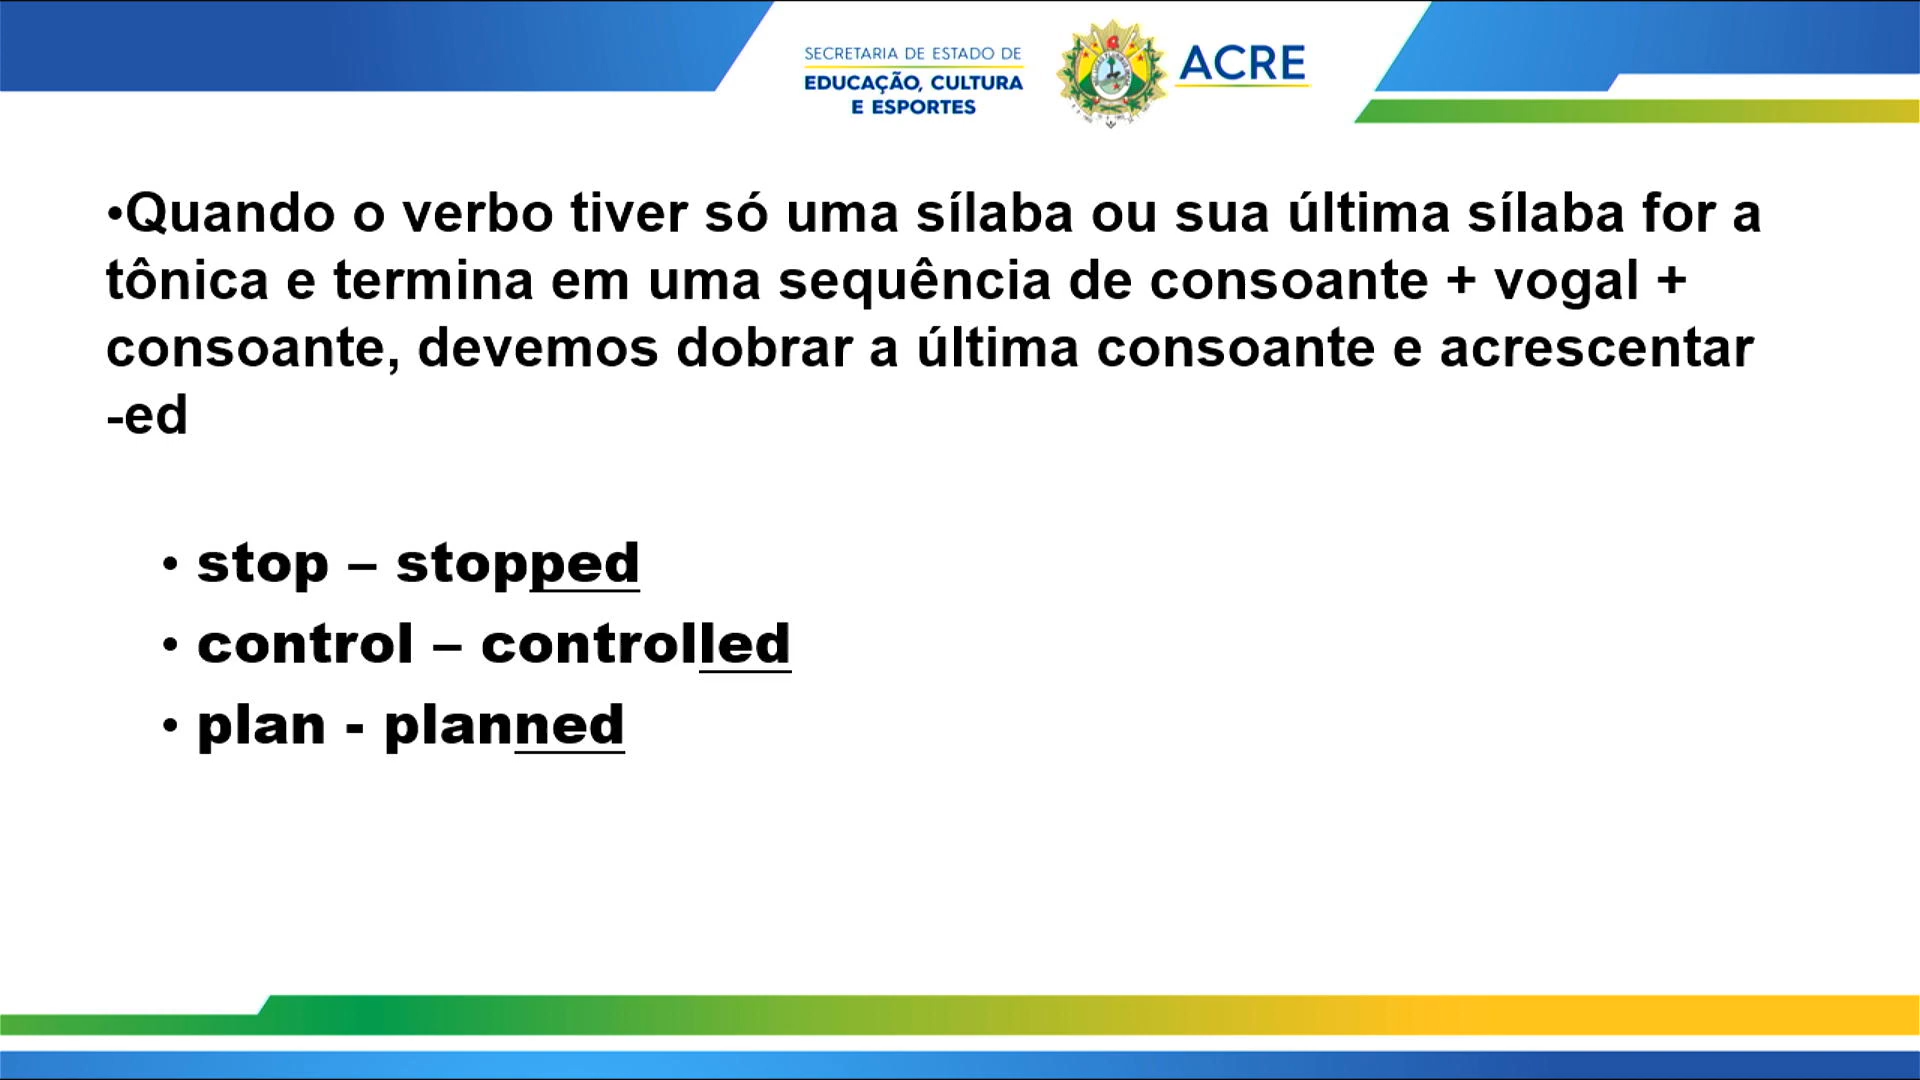 SECRETARIA DE ESTADO DE
EDUCAÇÃO, CULTURA
E ESPORTES
ACRE
•Quando o verbo tiver só uma sílaba ou sua última sílaba for a
tônica e termina em uma sequência de consoante + vogal +
consoante, devemos dobrar a última consoante e acrescentar
-ed
• stop – stopped
• control – controlled
• plan - planned